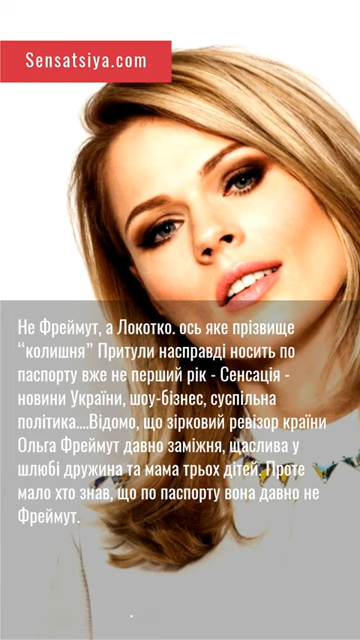 Sensatsiya.com
Не Фреймут, а Локотко. ось яке прізвище
“колишня” Притули насправді носить по
паспорту вже не перший рік - Сенсація -
новини України, шоу-бізнес, суспільна
політика....Відомо, що зірковий ревізор країни
Ольга Фреймут давно заміжня, щаслива у
шлюбі дружина та мама трьох дітей. Проте
мало хто знав, що по паспорту вона давно не
Фреймут.
.